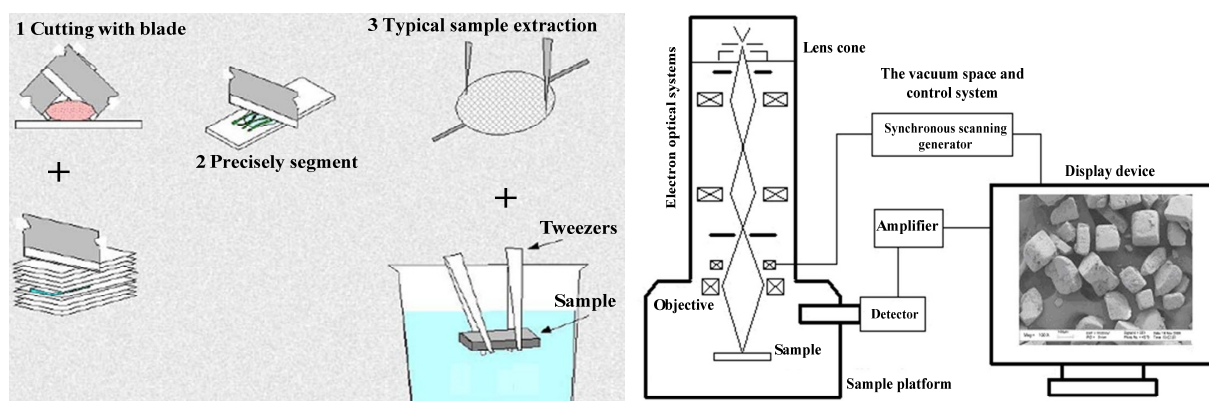 1 Cutting with blade
2 Precisely segment
3 Typical sample extraction
+
+
Tweezers
Sample
Electron optical systems
Lens cone
The vacuum space and
control system
Synchronous scanning
generator
Display device
Amplifier
Detector
Objective
Sample
Sample platform